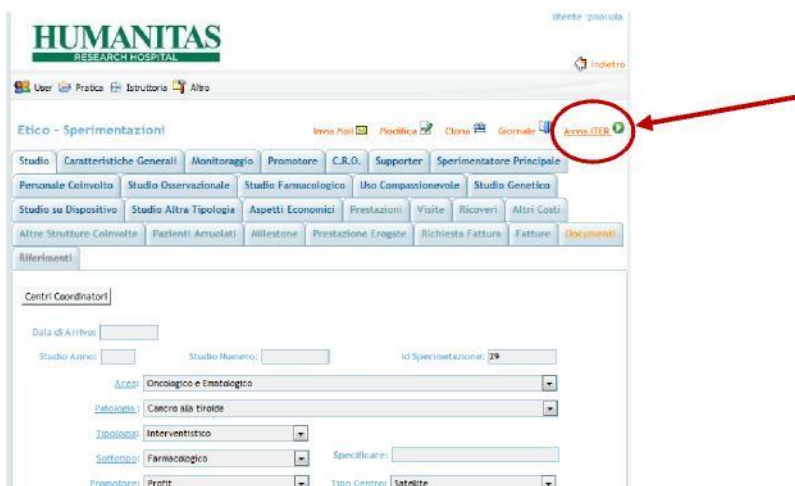 Utente
HUMANITAS
RESEARCH HOSPITAL
Indietro
User Pratica Istruttoria Altro
Etico - Sperimentazioni Invia Mail Modifica Clona Giornale Avvia ITER
Studio Caratteristiche Generali Monitoraggio Promotore C.R.O. Supporter Sperimentatore Principale
Personale Coinvolto Studio Osservazionale Studio Farmacologico Uso Compassionevole Studio Genetico
Studio su Dispositivo Studio Altra Tipologia Aspetti Economici Prestazioni Visite Ricoveri Altri Costi
Altre Strutture Coinvolte Pazienti Arruolati Milestone Prestazione Erogate Richiesta Fattura Fatture Documenti
Riferimenti
Centri Coordinatori
Data di Arrivo:
Studio Anno: Studio Numero: Id Sperimetazione: 29
Area: Oncologico e Ematologico
Patologia: Cancro ala tiroide
Tipologia: Interventistico
Sottotipo: Farmacologico Specificare:
Promotore: Profit Tipo Centro: Satellite